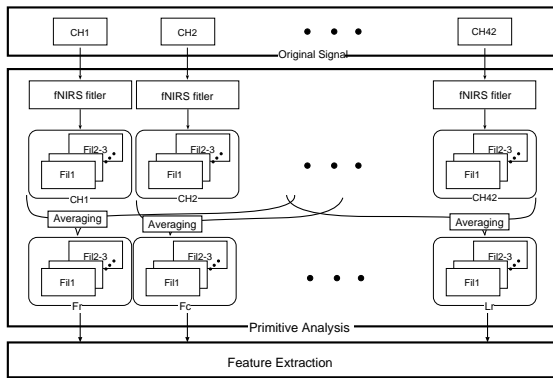 CH1 CH2 CH42
Original Signal
fNIRS fitler fNIRS fitler fNIRS fitler
Fil2-3 Fil2-3 Fil2-3
Fil1 Fil1 Fil1
CH1 CH2 CH42
Averaging Averaging Averaging
Fil2-3 Fil2-3 Fil2-3
Fil1 Fil1 Fil1
Fr Fc Lr
Primitive Analysis
Feature Extraction